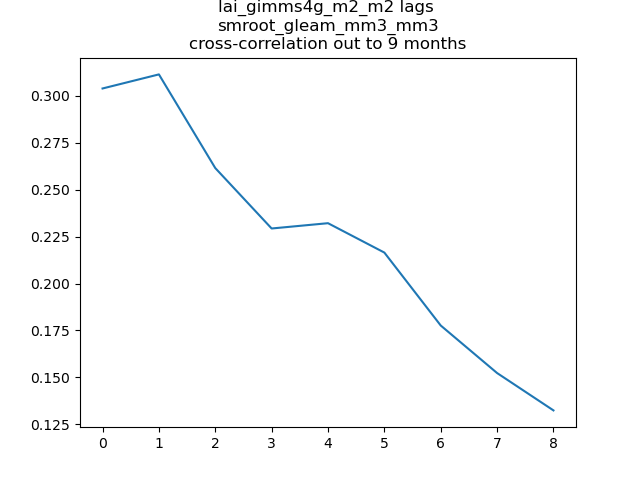 lai_gimms4g_m2_m2 lags
smroot_gleam_mm3_mm3
cross-correlation out to 9 months
0.300
0.275
0.250
0.225
0.200
0.175
0.150
0.125
0 1 2 3 4 5 6 7 8